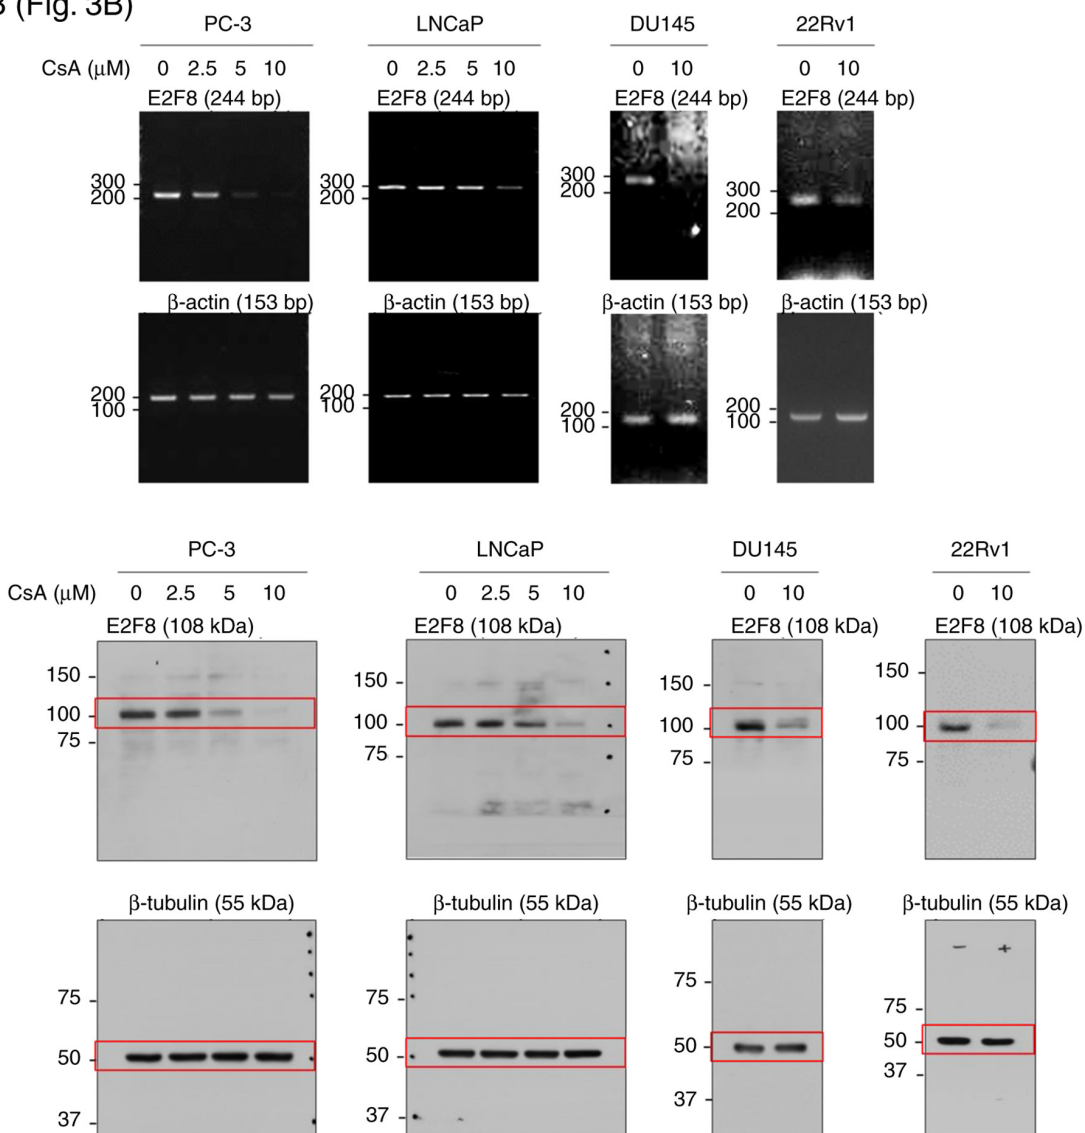 3 (Fig. 3B)
PC-3 LNCaP DU145 22Rv1
CsA (μM) 0 2.5 5 10 0 2.5 5 10 0 10 0 10
E2F8 (244 bp) E2F8 (244 bp) E2F8 (244 bp) E2F8 (244 bp)
300 300 300 300
200 200 200 200
β-actin (153 bp) β-actin (153 bp) β-actin (153 bp) β-actin (153 bp)
200 200 200 200
100 100 100 100
PC-3 LNCaP DU145 22Rv1
CsA (μM) 0 2.5 5 10 0 2.5 5 10 0 10 0 10
E2F8 (108 kDa) E2F8 (108 kDa) E2F8 (108 kDa) E2F8 (108 kDa)
150 150 150 150
100 100 100 100
75 75 75 75
β-tubulin (55 kDa) β-tubulin (55 kDa) β-tubulin (55 kDa) β-tubulin (55 kDa)
75 75 75 75
50 50 50 50
37 37 37 37